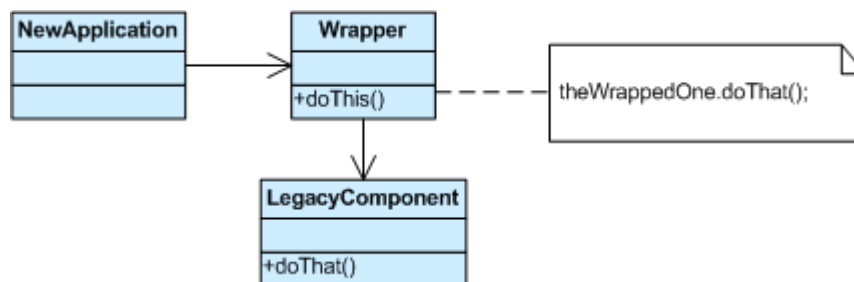 NewApplication
Wrapper
+doThis()
theWrappedOne.doThat();
LegacyComponent
+doThat()